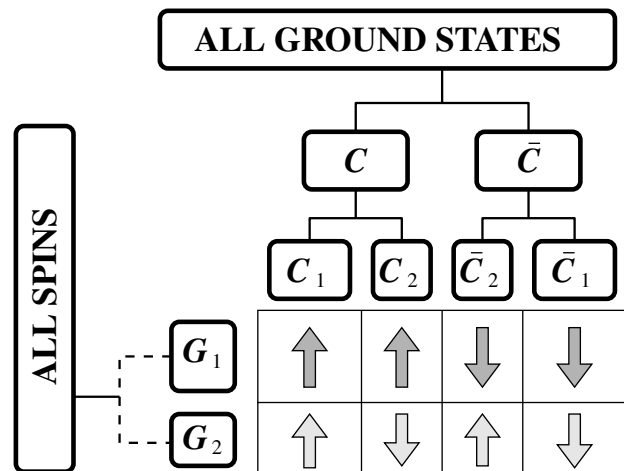 ALL GROUND STATES
C C̄
C₁ C₂ C̄₂ C̄₁
ALL SPINS
G₁
G₂